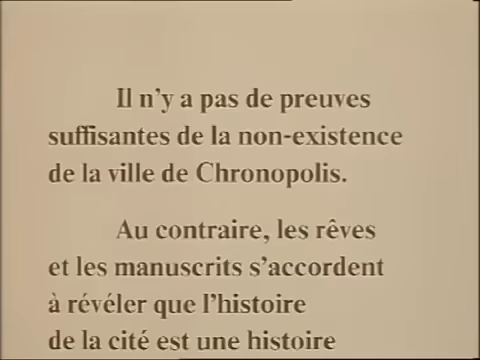 Il n'y a pas de preuves
suffisantes de la non-existence
de la ville de Chronopolis.
Au contraire, les rêves
et les manuscrits s'accordent
à révéler que l'histoire
de la cité est une histoire